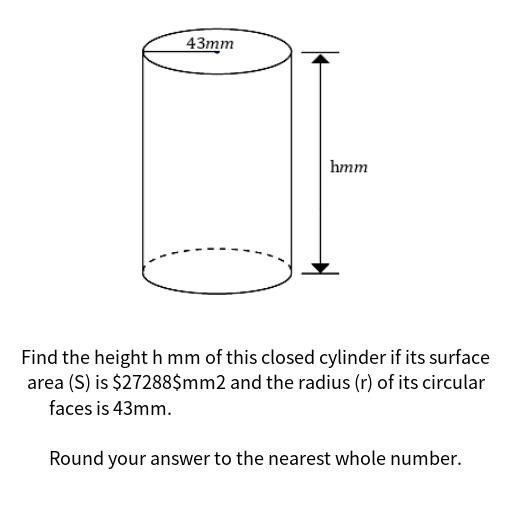 43mm
hmm
Find the height h mm of this closed cylinder if its surface
area (S) is $27288$mm2 and the radius (r) of its circular
faces is 43mm.
Round your answer to the nearest whole number.